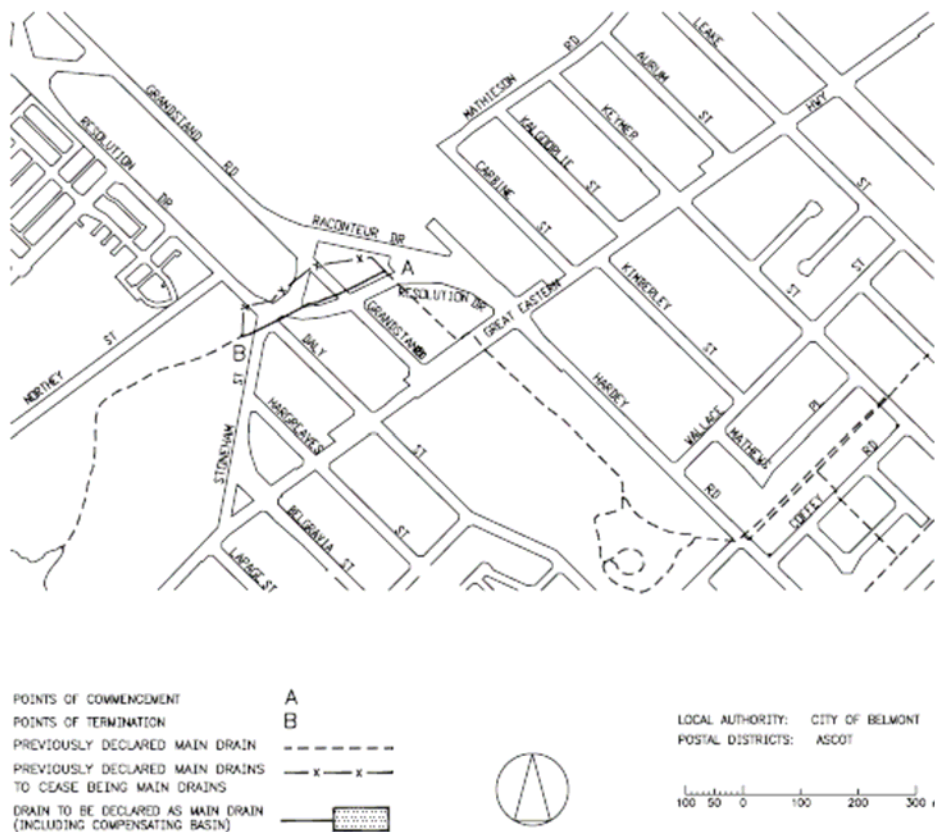 LEAKE
MATHIESON RD
AURUM ST
HWY
GRANDSTAND RD
KEYMER
RESOLUTION DR
KALGOORLIE ST
CARBINE ST
ST
RACONTEUR DR
A
ST
KIMBERLEY ST
ST
RESOLUTION DR
GREAT EASTERN
GRANDSTAND
B
NORTHEY ST
DALY ST
HARDEY RD
HARGREAVES ST
WALLACE
MATHEWS PL
STONEHAM ST
RD
COFFEY
BELGRAVIA ST
LAPAGE ST
POINTS OF COMMENCEMENT A
POINTS OF TERMINATION B
PREVIOUSLY DECLARED MAIN DRAIN
PREVIOUSLY DECLARED MAIN DRAINS
TO CEASE BEING MAIN DRAINS
DRAIN TO BE DECLARED AS MAIN DRAIN
(INCLUDING COMPENSATING BASIN)
LOCAL AUTHORITY: CITY OF BELMONT
POSTAL DISTRICTS: ASCOT
100 50 0 100 200 300